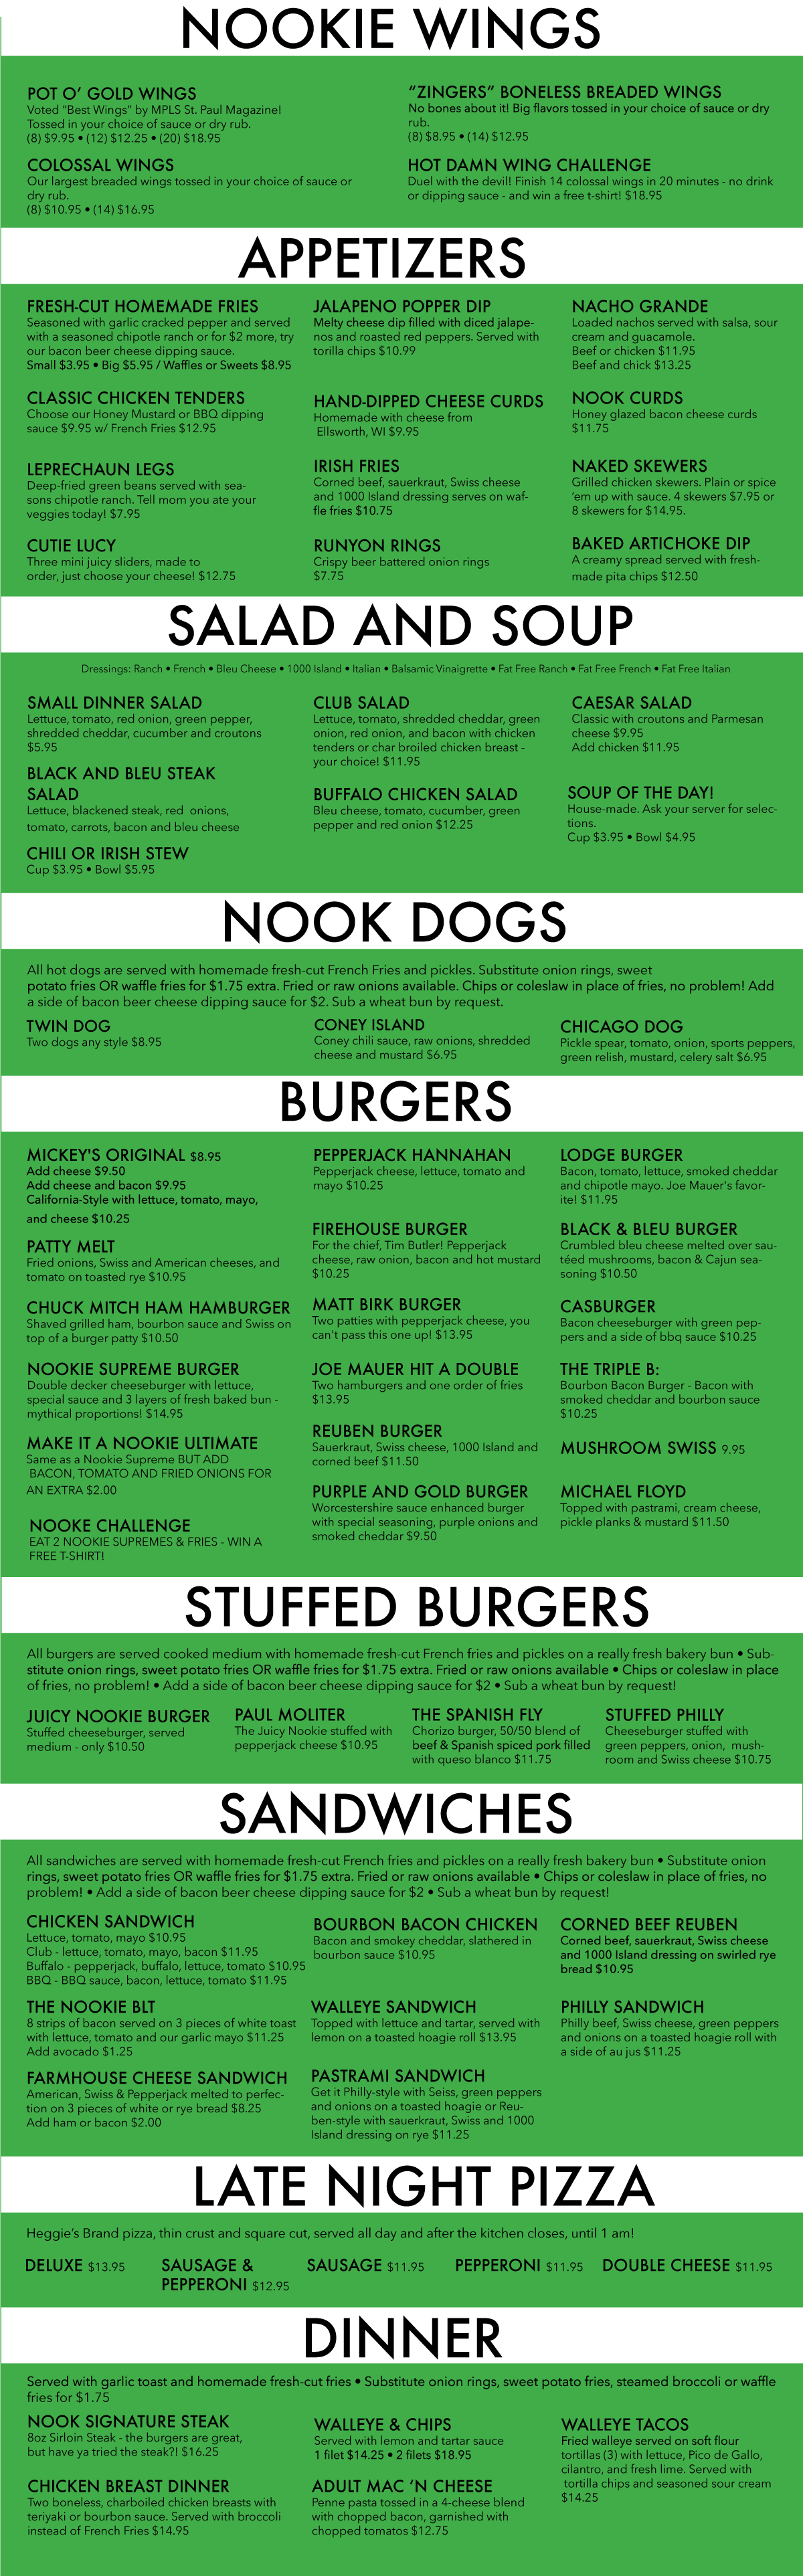 NOOKIE WINGS
POT O’ GOLD WINGS
Voted “Best Wings” by MPLS St. Paul Magazine!
Tossed in your choice of sauce or dry rub.
(8) $9.95 • (12) $12.25 • (20) $18.95
“ZINGERS” BONELESS BREADED WINGS
No bones about it! Big flavors tossed in your choice of sauce or dry
rub.
(8) $8.95 • (14) $12.95
COLOSSAL WINGS
Our largest breaded wings tossed in your choice of sauce or
dry rub.
(8) $10.95 • (14) $16.95
HOT DAMN WING CHALLENGE
Duel with the devil! Finish 14 colossal wings in 20 minutes - no drink
or dipping sauce - and win a free t-shirt! $18.95
APPETIZERS
FRESH-CUT HOMEMADE FRIES
Seasoned with garlic cracked pepper and served
with a seasoned chipotle ranch or for $2 more, try
our bacon beer cheese dipping sauce.
Small $3.95 • Big $5.95 / Waffles or Sweets $8.95
CLASSIC CHICKEN TENDERS
Choose our Honey Mustard or BBQ dipping
sauce $9.95 w/ French Fries $12.95
LEPRECHAUN LEGS
Deep-fried green beans served with sea-
sons chipotle ranch. Tell mom you ate your
veggies today! $7.95
CUTIE LUCY
Three mini juicy sliders, made to
order, just choose your cheese! $12.75
JALAPENO POPPER DIP
Melty cheese dip filled with diced jalape-
nos and roasted red peppers. Served with
torilla chips $10.99
HAND-DIPPED CHEESE CURDS
Homemade with cheese from
Ellsworth, WI $9.95
IRISH FRIES
Corned beef, sauerkraut, Swiss cheese
and 1000 Island dressing serves on waf-
fle fries $10.75
RUNYON RINGS
Crispy beer battered onion rings
$7.75
NACHO GRANDE
Loaded nachos served with salsa, sour
cream and guacamole.
Beef or chicken $11.95
Beef and chick $13.25
NOOK CURDS
Honey glazed bacon cheese curds
$11.75
NAKED SKEWERS
Grilled chicken skewers. Plain or spice
‘em up with sauce. 4 skewers $7.95 or
8 skewers for $14.95.
BAKED ARTICHOKE DIP
A creamy spread served with fresh-
made pita chips $12.50
SALAD AND SOUP
Dressings: Ranch • French • Bleu Cheese • 1000 Island • Italian • Balsamic Vinaigrette • Fat Free Ranch • Fat Free French • Fat Free Italian
SMALL DINNER SALAD
Lettuce, tomato, red onion, green pepper,
shredded cheddar, cucumber and croutons
$5.95
BLACK AND BLEU STEAK
SALAD
Lettuce, blackened steak, red onions,
tomato, carrots, bacon and bleu cheese
CHILI OR IRISH STEW
Cup $3.95 • Bowl $5.95
CLUB SALAD
Lettuce, tomato, shredded cheddar, green
onion, red onion, and bacon with chicken
tenders or char broiled chicken breast -
your choice! $11.95
BUFFALO CHICKEN SALAD
Bleu cheese, tomato, cucumber, green
pepper and red onion $12.25
CAESAR SALAD
Classic with croutons and Parmesan
cheese $9.95
Add chicken $11.95
SOUP OF THE DAY!
House-made. Ask your server for selec-
tions.
Cup $3.95 • Bowl $4.95
NOOK DOGS
All hot dogs are served with homemade fresh-cut French Fries and pickles. Substitute onion rings, sweet
potato fries OR waffle fries for $1.75 extra. Fried or raw onions available. Chips or coleslaw in place of fries, no problem! Add
a side of bacon beer cheese dipping sauce for $2. Sub a wheat bun by request.
TWIN DOG
Two dogs any style $8.95
CONEY ISLAND
Coney chili sauce, raw onions, shredded
cheese and mustard $6.95
CHICAGO DOG
Pickle spear, tomato, onion, sports peppers,
green relish, mustard, celery salt $6.95
BURGERS
MICKEY'S ORIGINAL $8.95
Add cheese $9.50
Add cheese and bacon $9.95
California-Style with lettuce, tomato, mayo,
and cheese $10.25
PATTY MELT
Fried onions, Swiss and American cheeses, and
tomato on toasted rye $10.95
CHUCK MITCH HAM HAMBURGER
Shaved grilled ham, bourbon sauce and Swiss on
top of a burger patty $10.50
NOOKIE SUPREME BURGER
Double decker cheeseburger with lettuce,
special sauce and 3 layers of fresh baked bun -
mythical proportions! $14.95
MAKE IT A NOOKIE ULTIMATE
Same as a Nookie Supreme BUT ADD
BACON, TOMATO AND FRIED ONIONS FOR
AN EXTRA $2.00
NOOKE CHALLENGE
EAT 2 NOOKIE SUPREMES & FRIES - WIN A
FREE T-SHIRT!
PEPPERJACK HANNAHAN
Pepperjack cheese, lettuce, tomato and
mayo $10.25
FIREHOUSE BURGER
For the chief, Tim Butler! Pepperjack
cheese, raw onion, bacon and hot mustard
$10.25
MATT BIRK BURGER
Two patties with pepperjack cheese, you
can't pass this one up! $13.95
JOE MAUER HIT A DOUBLE
Two hamburgers and one order of fries
$13.95
REUBEN BURGER
Sauerkraut, Swiss cheese, 1000 Island and
corned beef $11.50
PURPLE AND GOLD BURGER
Worcestershire sauce enhanced burger
with special seasoning, purple onions and
smoked cheddar $9.50
LODGE BURGER
Bacon, tomato, lettuce, smoked cheddar
and chipotle mayo. Joe Mauer's favor-
ite! $11.95
BLACK & BLEU BURGER
Crumbled bleu cheese melted over sau-
téed mushrooms, bacon & Cajun sea-
soning $10.50
CASBURGER
Bacon cheeseburger with green pep-
pers and a side of bbq sauce $10.25
THE TRIPLE B:
Bourbon Bacon Burger - Bacon with
smoked cheddar and bourbon sauce
$10.25
MUSHROOM SWISS 9.95
MICHAEL FLOYD
Topped with pastrami, cream cheese,
pickle planks & mustard $11.50
STUFFED BURGERS
All burgers are served cooked medium with homemade fresh-cut French fries and pickles on a really fresh bakery bun • Sub-
stitute onion rings, sweet potato fries OR waffle fries for $1.75 extra. Fried or raw onions available • Chips or coleslaw in place
of fries, no problem! • Add a side of bacon beer cheese dipping sauce for $2 • Sub a wheat bun by request!
JUICY NOOKIE BURGER
Stuffed cheeseburger, served
medium - only $10.50
PAUL MOLITER
The Juicy Nookie stuffed with
pepperjack cheese $10.95
THE SPANISH FLY
Chorizo burger, 50/50 blend of
beef & Spanish spiced pork filled
with queso blanco $11.75
STUFFED PHILLY
Cheeseburger stuffed with
green peppers, onion, mush-
room and Swiss cheese $10.75
SANDWICHES
All sandwiches are served with homemade fresh-cut French fries and pickles on a really fresh bakery bun • Substitute onion
rings, sweet potato fries OR waffle fries for $1.75 extra. Fried or raw onions available • Chips or coleslaw in place of fries, no
problem! • Add a side of bacon beer cheese dipping sauce for $2 • Sub a wheat bun by request!
CHICKEN SANDWICH
Lettuce, tomato, mayo $10.95
Club - lettuce, tomato, mayo, bacon $11.95
Buffalo - pepperjack, buffalo, lettuce, tomato $10.95
BBQ - BBQ sauce, bacon, lettuce, tomato $11.95
THE NOOKIE BLT
8 strips of bacon served on 3 pieces of white toast
with lettuce, tomato and our garlic mayo $11.25
Add avocado $1.25
FARMHOUSE CHEESE SANDWICH
American, Swiss & Pepperjack melted to perfec-
tion on 3 pieces of white or rye bread $8.25
Add ham or bacon $2.00
BOURBON BACON CHICKEN
Bacon and smokey cheddar, slathered in
bourbon sauce $10.95
WALLEYE SANDWICH
Topped with lettuce and tartar, served with
lemon on a toasted hoagie roll $13.95
PASTRAMI SANDWICH
Get it Philly-style with Seiss, green peppers
and onions on a toasted hoagie or Reu-
ben-style with sauerkraut, Swiss and 1000
Island dressing on rye $11.25
CORNED BEEF REUBEN
Corned beef, sauerkraut, Swiss cheese
and 1000 Island dressing on swirled rye
bread $10.95
PHILLY SANDWICH
Philly beef, Swiss cheese, green peppers
and onions on a toasted hoagie roll with
a side of au jus $11.25
LATE NIGHT PIZZA
Heggie’s Brand pizza, thin crust and square cut, served all day and after the kitchen closes, until 1 am!
DELUXE $13.95
SAUSAGE &
PEPPERONI $12.95
SAUSAGE $11.95
PEPPERONI $11.95
DOUBLE CHEESE $11.95
DINNER
Served with garlic toast and homemade fresh-cut fries • Substitute onion rings, sweet potato fries, steamed broccoli or waffle
fries for $1.75
NOOK SIGNATURE STEAK
8oz Sirloin Steak - the burgers are great,
but have ya tried the steak?! $16.25
CHICKEN BREAST DINNER
Two boneless, charboiled chicken breasts with
teriyaki or bourbon sauce. Served with broccoli
instead of French Fries $14.95
WALLEYE & CHIPS
Served with lemon and tartar sauce
1 filet $14.25 • 2 filets $18.95
ADULT MAC ‘N CHEESE
Penne pasta tossed in a 4-cheese blend
with chopped bacon, garnished with
chopped tomatos $12.75
WALLEYE TACOS
Fried walleye served on soft flour
tortillas (3) with lettuce, Pico de Gallo,
cilantro, and fresh lime. Served with
tortilla chips and seasoned sour cream
$14.25